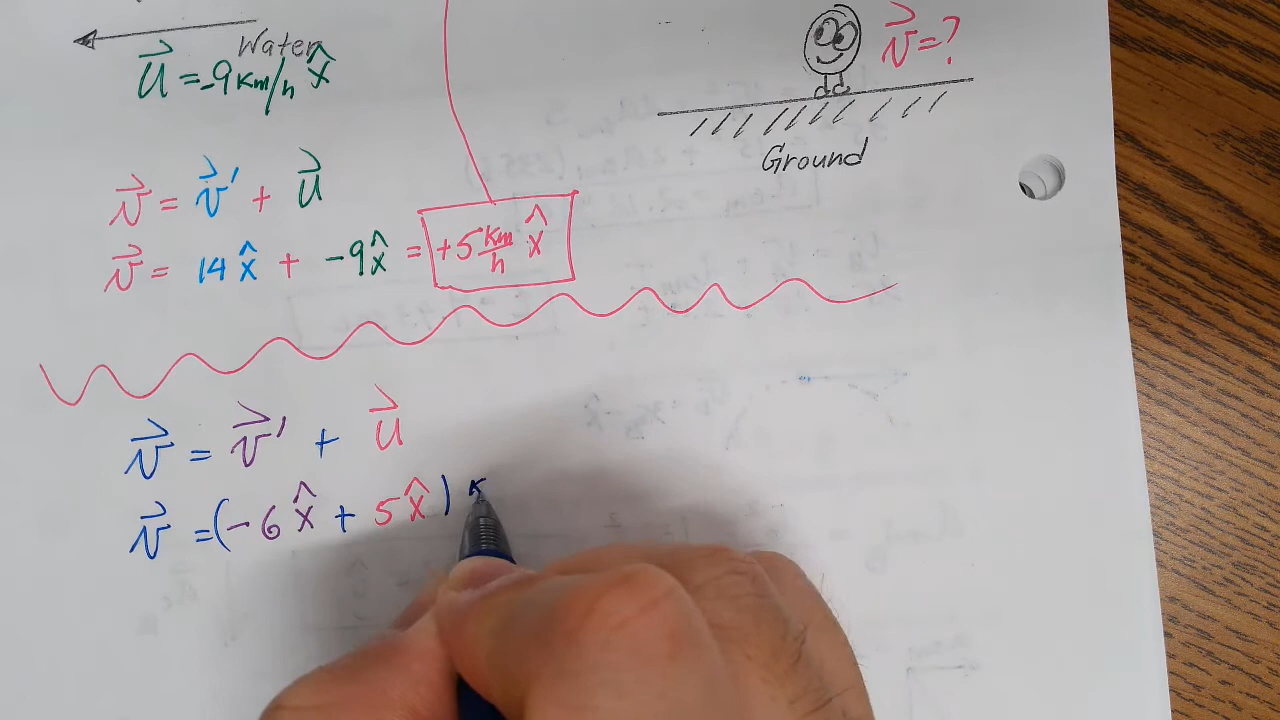 Water
u⃗ = -9 Km/h x̂
v⃗ = ?
Ground
v⃗ = v⃗' + u⃗
v⃗ = 14 x̂ + -9 x̂ = +5 Km/h x̂
v⃗ = v⃗' + u⃗
v⃗ = (-6 x̂ + 5 x̂)